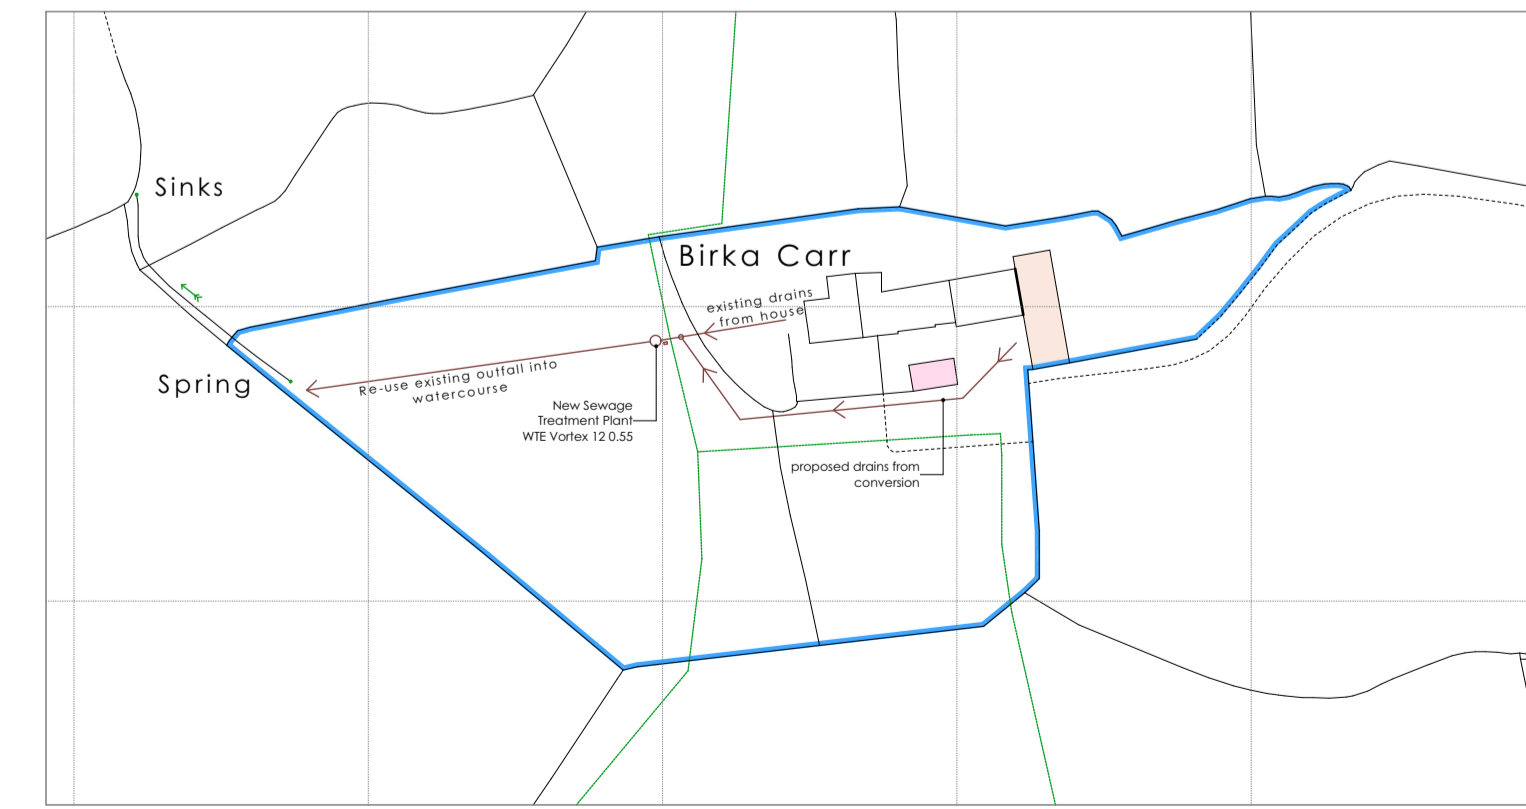 Sinks
Birka Carr
existing drains
from house
Spring
Re-use existing outfall into
watercourse
New Sewage
Treatment Plant
WTE Vortex 12 0.55
proposed drains from
conversion